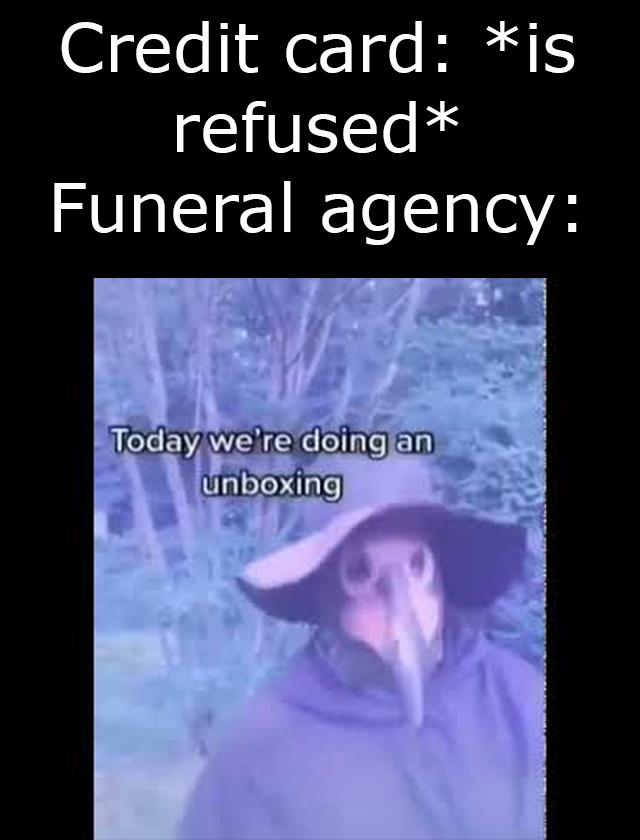 Credit card: *is
refused*
Funeral agency:
Today we're doing an
unboxing